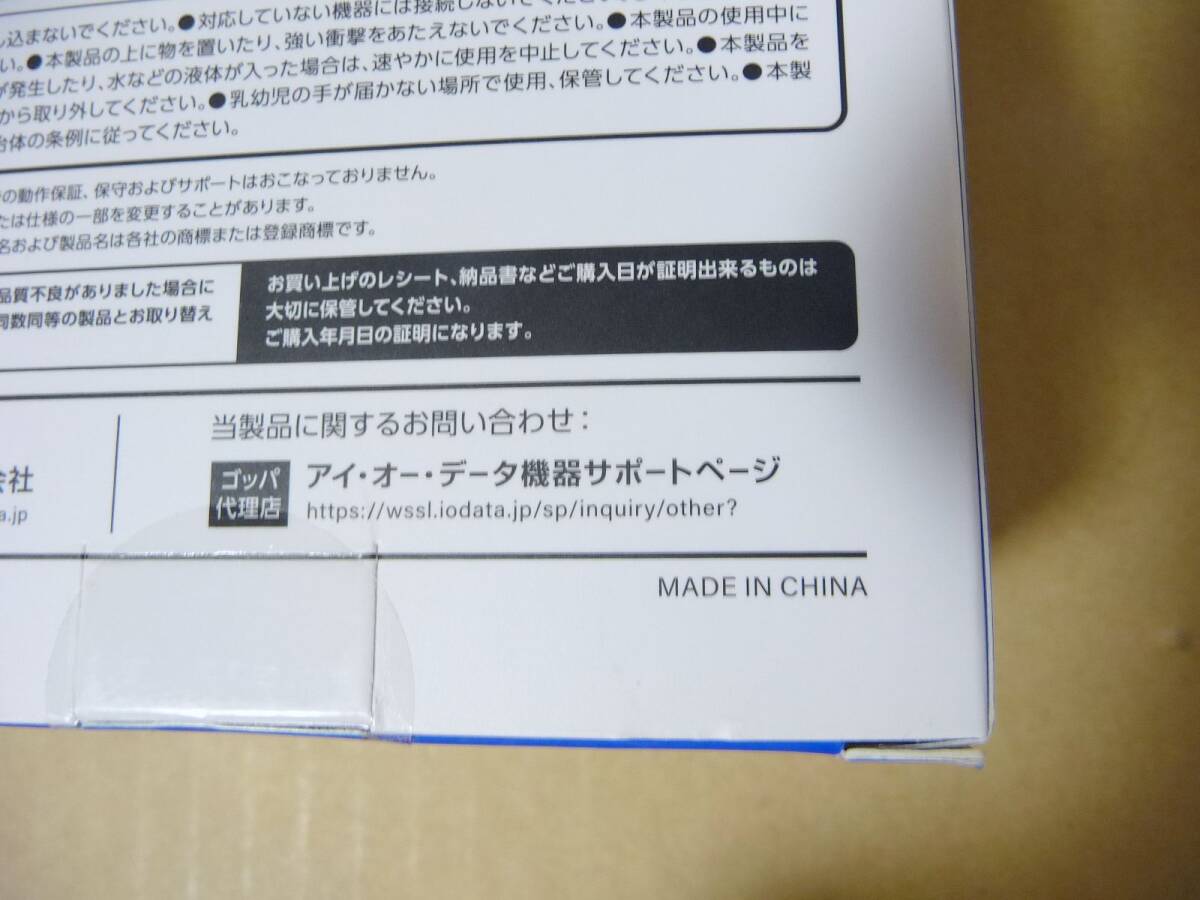 し込まないでください。●対応していない機器には接続しないでください
い。●本製品の上に物を置いたり、強い衝撃をあたえないでください。●本製品の使用中に
が発生したり、水などの液体が入った場合は、速やかに使用を中止してください。●本製品を
から取り外してください。●乳幼児の手が届かない場所で使用、保管してください。●本製
治体の条例に従ってください。
の動作保証、保守およびサポートはおこなっておりません。
たは仕様の一部を変更することがあります。
名および製品名は各社の商標または登録商標です。
品質不良がありました場合に
同数同等の製品とお取り替え
お買い上げのレシート、納品書などご購入日が証明出来るものは
大切に保管してください。
ご購入年月日の証明になります。
会社
a.jp
当製品に関するお問い合わせ：
ゴッパ
代理店
アイ・オー・データ機器サポートページ
https://wssl.iodata.jp/sp/inquiry/other?
MADE IN CHINA